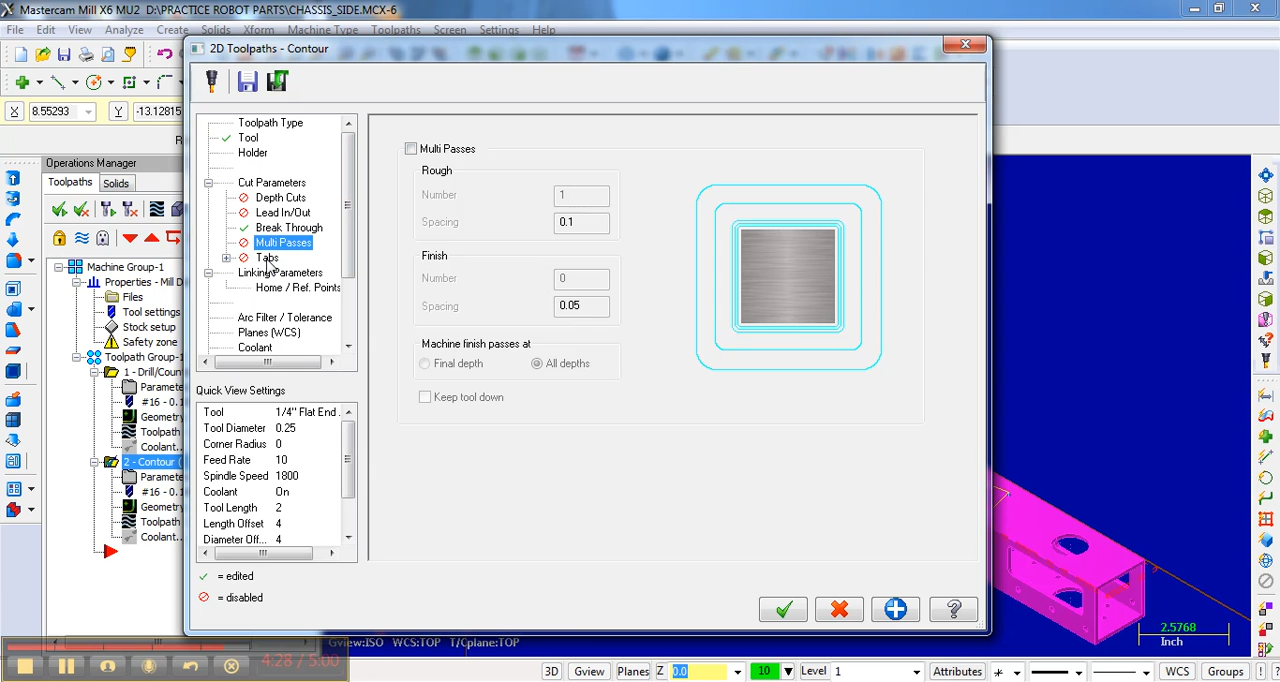 Mastercam Mill X6 MU2 D:\PRACTICE ROBOT PARTS\CHASSIS_SIDE.MCX-6
File Edit View Analyze Create Solids Xform Machine Type Toolpaths Screen Settings Help
2D Toolpaths - Contour
X 8.55293 Y -13.12815
Operations Manager
Toolpaths Solids
Machine Group-1
Properties - Mill D
Files
Tool settings
Stock setup
Safety zone
Toolpath Group-1
1 - Drill/Count
Paramete
#16 - 0.1
Geometry
Toolpath
Coolant..
2 - Contour (
Paramete
#16 - 0.1
Geometry
Toolpath
Coolant..
Toolpath Type
Tool
Holder
Cut Parameters
Depth Cuts
Lead In/Out
Break Through
Multi Passes
Tabs
Linking Parameters
Home / Ref. Points
Arc Filter / Tolerance
Planes (WCS)
Coolant
Quick View Settings
Tool 1/4" Flat End .
Tool Diameter 0.25
Corner Radius 0
Feed Rate 10
Spindle Speed 1800
Coolant On
Tool Length 2
Length Offset 4
Diameter Off... 4
= edited
= disabled
Multi Passes
Rough
Number 1
Spacing 0.1
Finish
Number 0
Spacing 0.05
Machine finish passes at
Final depth All depths
Keep tool down
2.5768
Inch
Gview:ISO WCS:TOP T/Cplane:TOP
4:28 / 5:00
3D Gview Planes Z 0.0 10 Level 1 Attributes WCS Groups ! ?